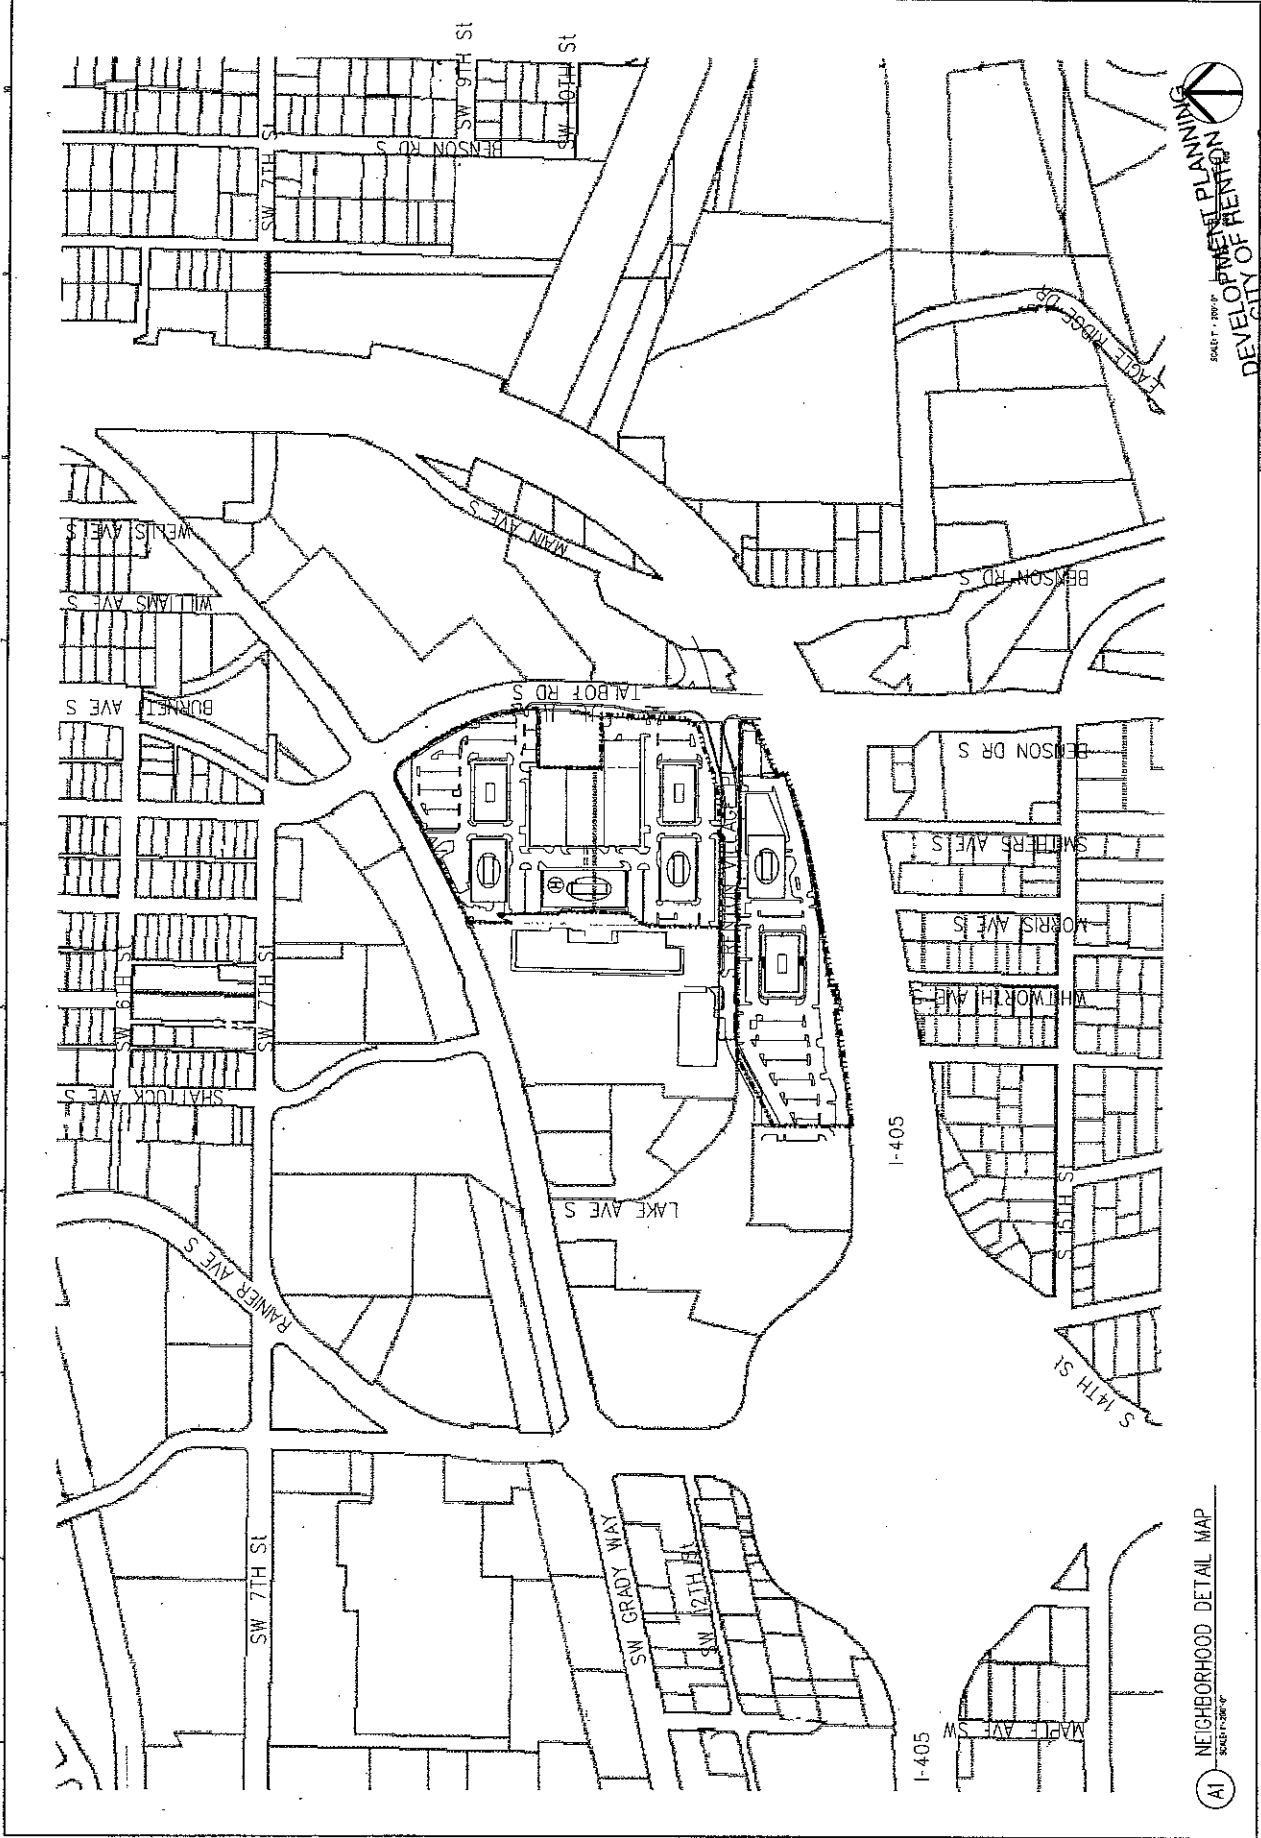 SW 9TH St
SW 10TH St
BENSON RD S
SW 7TH St
EAGLE RIDGE DR
DEVELOPMENT PLANNING
CITY OF RENTON
WELLS AVE S
WILLIAMS AVE S
BURNETT AVE S
MAIN AVE S
TALBOT RD S
BENSON RD S
BENSON DR S
SMITHERS AVE S
MORRIS AVE S
WHITWORTH AVE S
S RENTON VILLAGE PL
H
SW 6TH St
SW 7TH St
SHATTUCK AVE S
RAINIER AVE S
LAKE AVE S
I-405
S 15TH St
S 14TH St
SW 7TH St
SW GRADY WAY
SW 12TH St
I-405
MAPLE AVE SW
A1
NEIGHBORHOOD DETAIL MAP